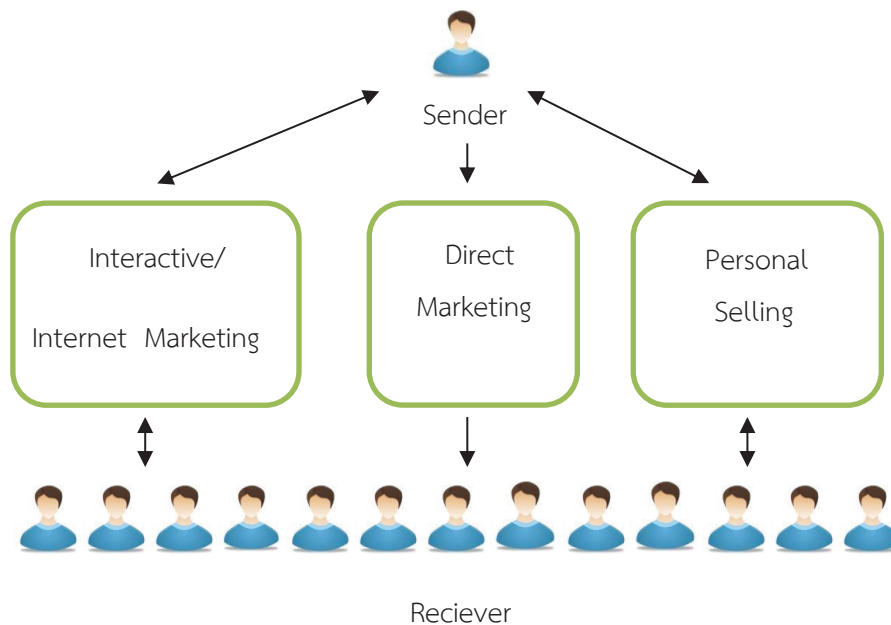 Sender
Interactive/
Internet Marketing
Direct
Marketing
Personal
Selling
Reciever